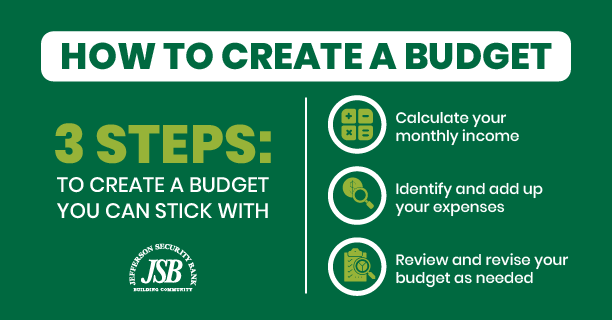 HOW TO CREATE A BUDGET
3 STEPS:
TO CREATE A BUDGET
YOU CAN STICK WITH
JEFFERSON SECURITY BANK
JSB
BUILDING COMMUNITY
Calculate your
monthly income
Identify and add up
your expenses
Review and revise your
budget as needed